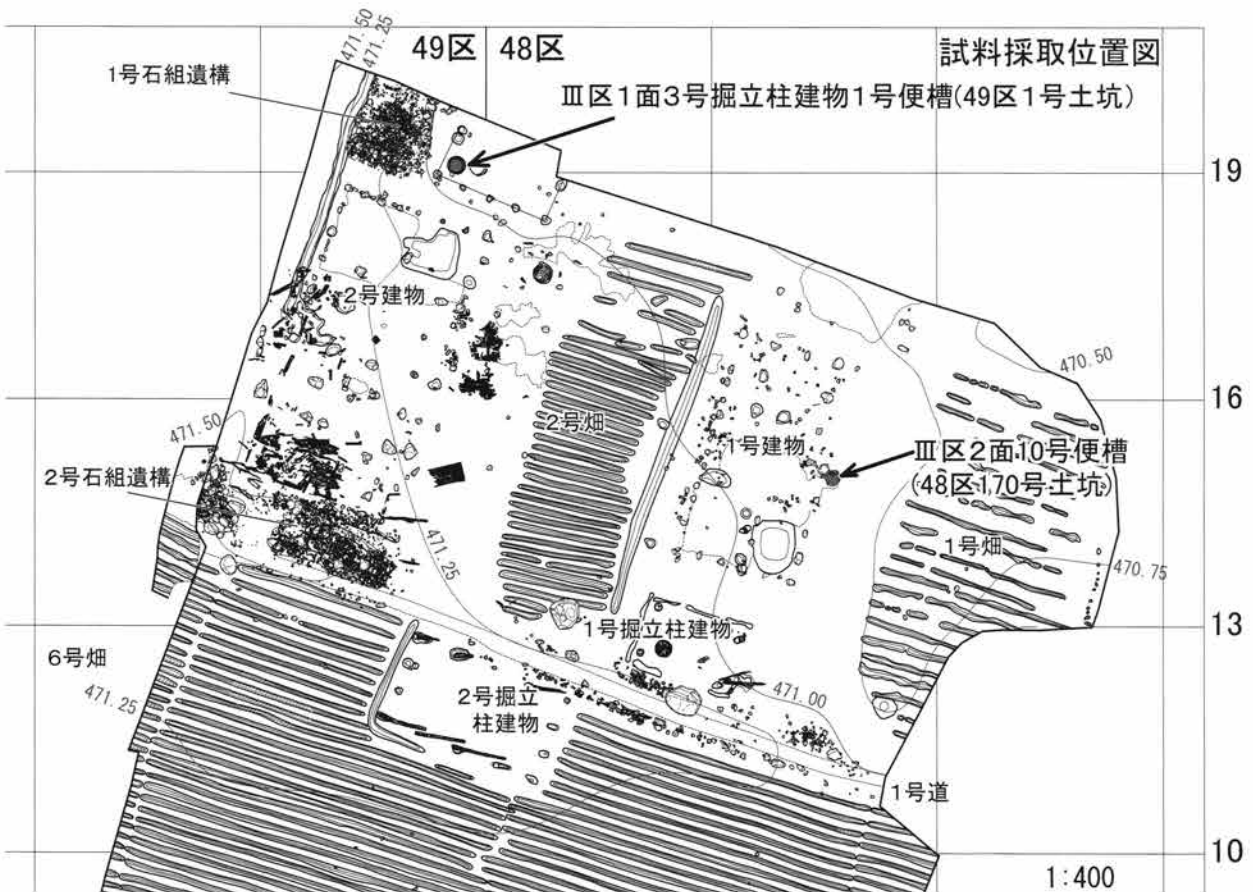 471.50
471.25
49区
48区
試料採取位置図
1号石組遺構
Ⅲ区1面3号掘立柱建物1号便槽(49区1号土坑)
19
2号建物
470.50
16
471.50
2号畑
1号建物
Ⅲ区2面10号便槽
(48区170号土坑)
2号石組遺構
1号畑
471.25
470.75
1号掘立柱建物
13
6号畑
471.25
2号掘立
柱建物
471.00
1号道
10
1:400